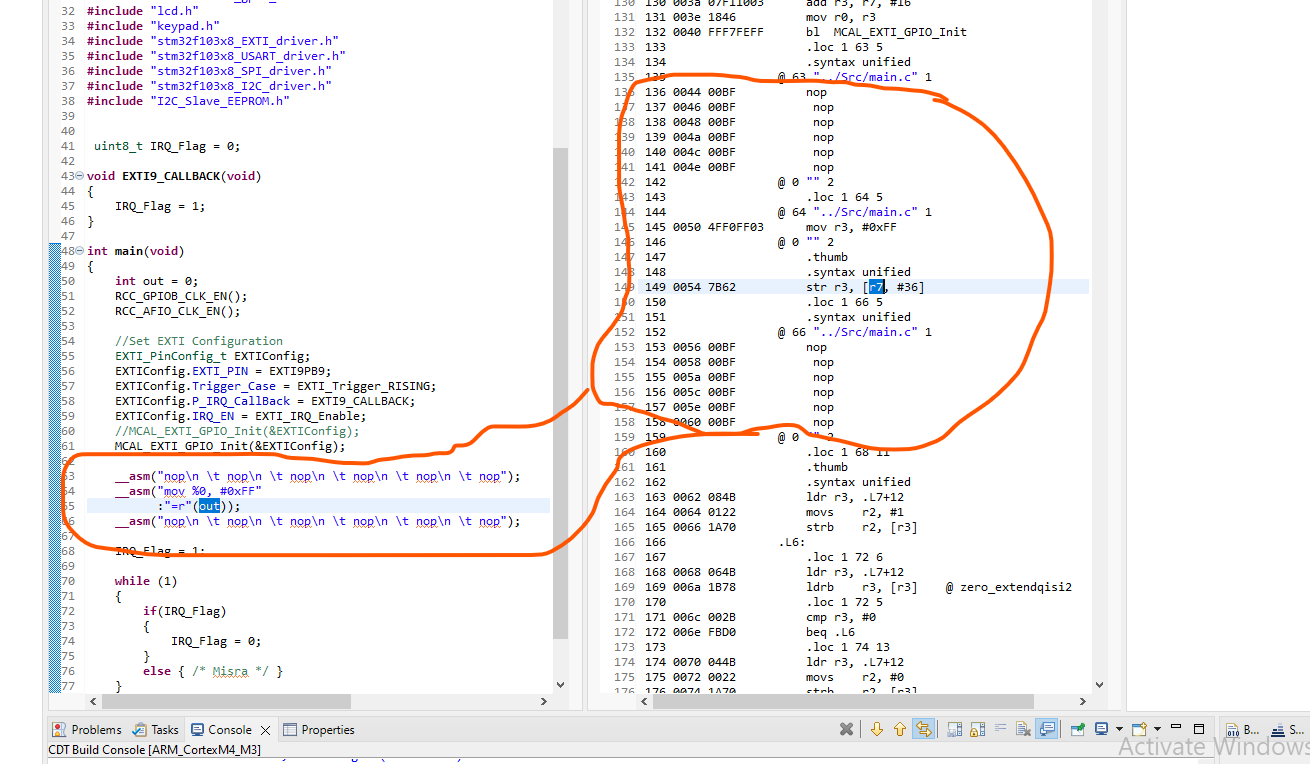 32 #include "lcd.h"
33 #include "keypad.h"
34 #include "stm32f103x8_EXTI_driver.h"
35 #include "stm32f103x8_USART_driver.h"
36 #include "stm32f103x8_SPI_driver.h"
37 #include "stm32f103x8_I2C_driver.h"
38 #include "I2C_Slave_EEPROM.h"
39
40
41 uint8_t IRQ_Flag = 0;
42
43 void EXTI9_CALLBACK(void)
44 {
45 IRQ_Flag = 1;
46 }
47
48 int main(void)
49 {
50 int out = 0;
51 RCC_GPIOB_CLK_EN();
52 RCC_AFIO_CLK_EN();
53
54 //Set EXTI Configuration
55 EXTI_PinConfig_t EXTIConfig;
56 EXTIConfig.EXTI_PIN = EXTI9PB9;
57 EXTIConfig.Trigger_Case = EXTI_Trigger_RISING;
58 EXTIConfig.P_IRQ_CallBack = EXTI9_CALLBACK;
59 EXTIConfig.IRQ_EN = EXTI_IRQ_Enable;
60 //MCAL_EXTI_GPIO_Init(&EXTIConfig);
61 MCAL_EXTI_GPIO_Init(&EXTIConfig);
62
63 __asm("nop\n \t nop\n \t nop\n \t nop\n \t nop\n \t nop");
64 __asm("mov %0, #0xFF"
65 :"=r"(out));
66 __asm("nop\n \t nop\n \t nop\n \t nop\n \t nop\n \t nop");
67
68 IRQ_Flag = 1;
69
70 while (1)
71 {
72 if(IRQ_Flag)
73 {
74 IRQ_Flag = 0;
75 }
76 else { /* Misra */ }
77 }
130 130 003a 07F11003 add r3, r7, #16
131 131 003e 1846 mov r0, r3
132 132 0040 FFF7FEFF bl MCAL_EXTI_GPIO_Init
133 133 .loc 1 63 5
134 134 .syntax unified
135 135 @ 63 "../Src/main.c" 1
136 136 0044 00BF nop
137 137 0046 00BF nop
138 138 0048 00BF nop
139 139 004a 00BF nop
140 140 004c 00BF nop
141 141 004e 00BF nop
142 142 @ 0 "" 2
143 143 .loc 1 64 5
144 144 @ 64 "../Src/main.c" 1
145 145 0050 4FF0FF03 mov r3, #0xFF
146 146 @ 0 "" 2
147 147 .thumb
148 148 .syntax unified
149 149 0054 7B62 str r3, [r7, #36]
150 150 .loc 1 66 5
151 151 .syntax unified
152 152 @ 66 "../Src/main.c" 1
153 153 0056 00BF nop
154 154 0058 00BF nop
155 155 005a 00BF nop
156 156 005c 00BF nop
157 157 005e 00BF nop
158 158 0060 00BF nop
159 159 @ 0 "" 2
160 160 .loc 1 68 11
161 161 .thumb
162 162 .syntax unified
163 163 0062 084B ldr r3, .L7+12
164 164 0064 0122 movs r2, #1
165 165 0066 1A70 strb r2, [r3]
166 166 .L6:
167 167 .loc 1 72 6
168 168 0068 064B ldr r3, .L7+12
169 169 006a 1B78 ldrb r3, [r3] @ zero_extendqisi2
170 170 .loc 1 72 5
171 171 006c 002B cmp r3, #0
172 172 006e FBD0 beq .L6
173 173 .loc 1 74 13
174 174 0070 044B ldr r3, .L7+12
175 175 0072 0022 movs r2, #0
176 176 0074 1A70 strb r2, [r3]
Problems Tasks Console Properties
B... S...
CDT Build Console [ARM_CortexM4_M3]
Activate Windows